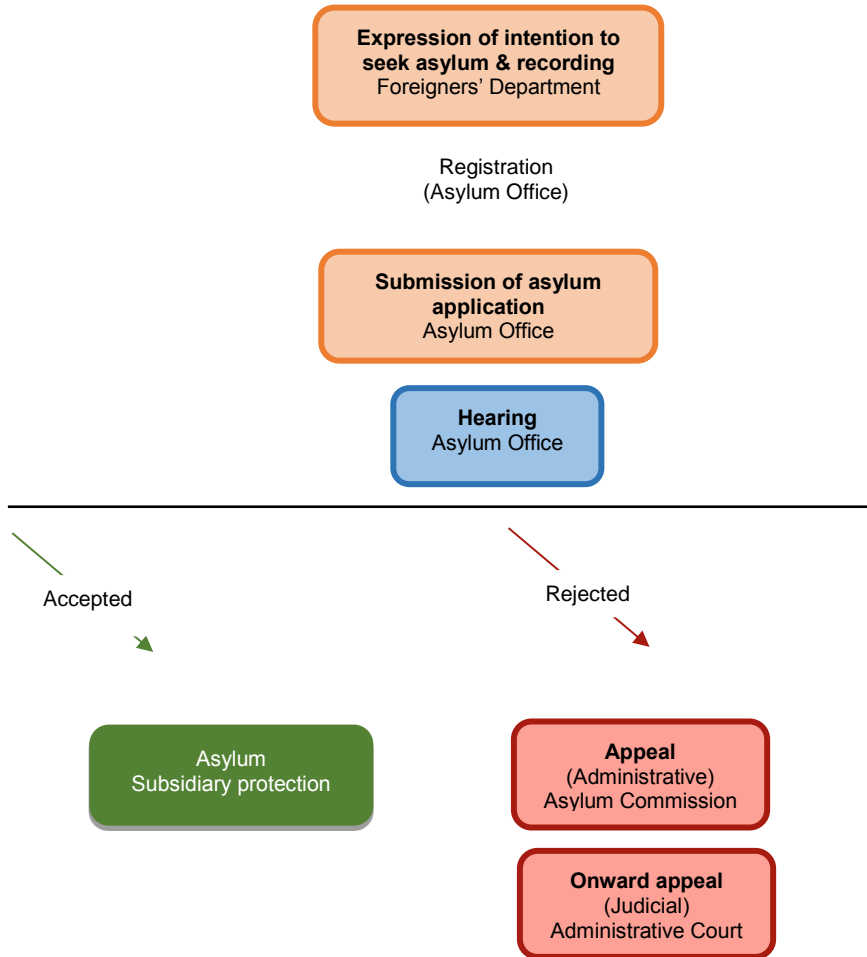 Expression of intention to
seek asylum & recording
Foreigners’ Department
Registration
(Asylum Office)
Submission of asylum
application
Asylum Office
Hearing
Asylum Office
Accepted
Rejected
Asylum
Subsidiary protection
Appeal
(Administrative)
Asylum Commission
Onward appeal
(Judicial)
Administrative Court